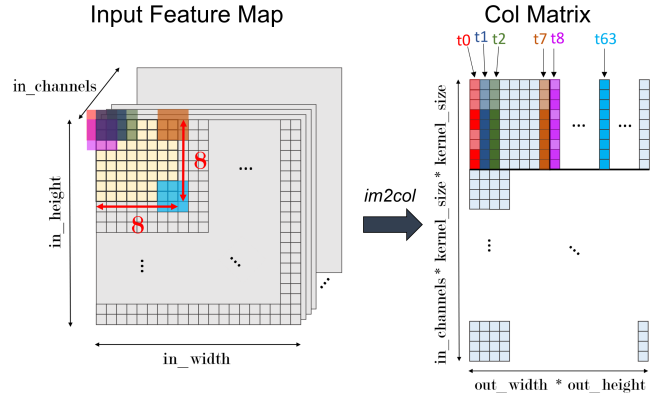 Input Feature Map
Col Matrix
t0
t1
t2
t7
t8
t63
in_channels
in_height
8
8
...
...
...
...
in_width
im2col
in_channels * kernel_size * kernel_size
...
...
...
...
out_width * out_height